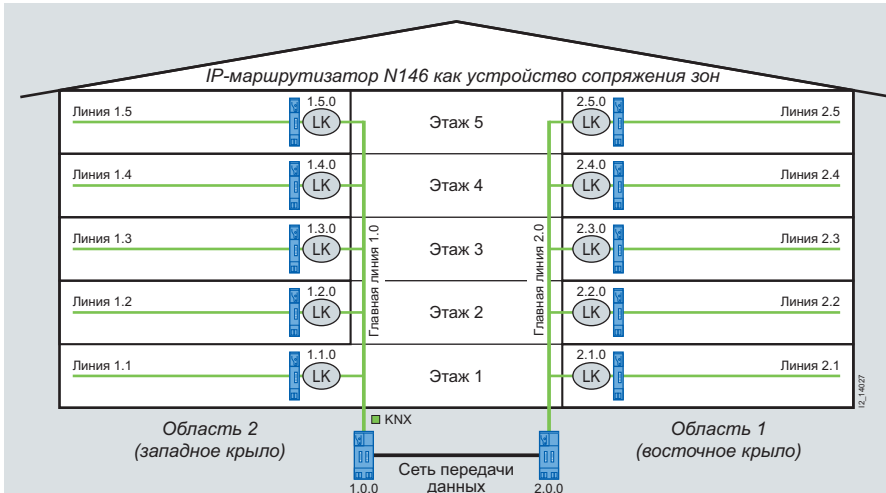 IP-маршрутизатор N146 как устройство сопряжения зон
Линия 1.5
1.5.0
LK
Этаж 5
2.5.0
LK
Линия 2.5
Линия 1.4
1.4.0
LK
Этаж 4
2.4.0
LK
Линия 2.4
Линия 1.3
1.3.0
LK
Главная линия 1.0
Этаж 3
Главная линия 2.0
2.3.0
LK
Линия 2.3
Линия 1.2
1.2.0
LK
Этаж 2
2.2.0
LK
Линия 2.2
Линия 1.1
1.1.0
LK
Этаж 1
2.1.0
LK
Линия 2.1
I2_14027
Область 2
(западное крыло)
KNX
Область 1
(восточное крыло)
Сеть передачи
данных
1.0.0
2.0.0